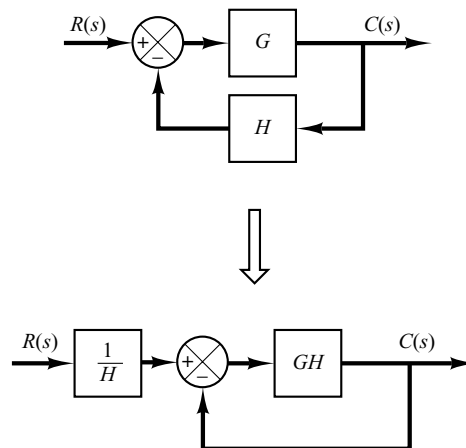 R(s) + − G C(s)
H
R(s) 1/H + − GH C(s)